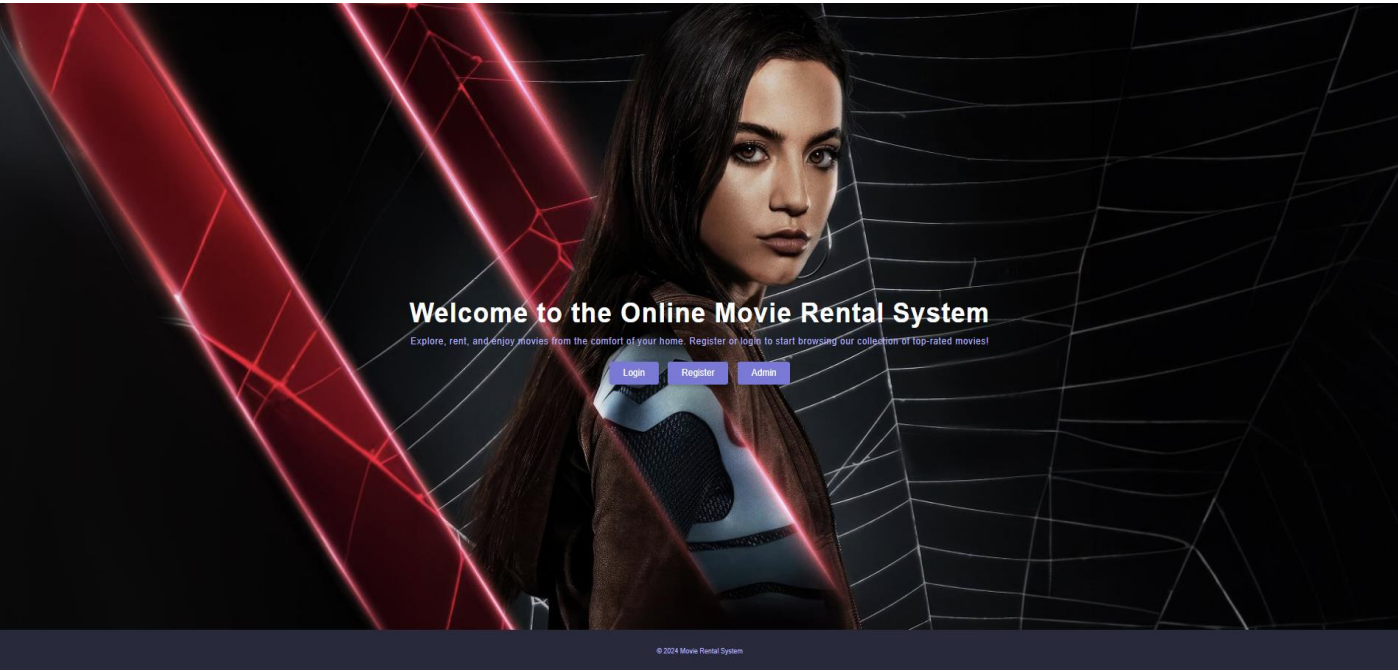 Welcome to the Online Movie Rental System
Explore, rent, and enjoy movies from the comfort of your home. Register or login to start browsing our collection of top-rated movies!
Login
Register
Admin
© 2024 Movie Rental System